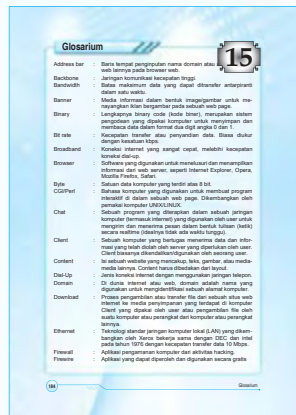 Glosarium
15
Address bar : Baris tempat penginputan nama domain atau
web lainnya pada browser web.
Backbone : Jaringan komunikasi kecepatan tinggi.
Bandwidth : Batas maksimum data yang dapat ditransfer antarpiranti
dalam satu waktu.
Banner : Media informasi dalam bentuk image/gambar untuk me-
nayangkan iklan bergambar pada sebuah web page.
Binary : Lengkapnya binary code (kode biner), merupakan sistem
pengodean yang dipakai komputer untuk menyimpan dan
membaca data dalam format dua digit angka 0 dan 1.
Bit rate : Kecepatan transfer atau penyandian data. Biasa diukur
dengan kesatuan kbps.
Broadband : Koneksi internet yang sangat cepat, melebihi kecepatan
koneksi dial-up.
Browser : Software yang digunakan untuk menelusuri dan menampilkan
informasi dari web server, seperti Internet Explorer, Opera,
Mozilla Firefox, Safari.
Byte : Satuan data komputer yang terdiri atas 8 bit.
CGI/Perl : Bahasa komputer yang digunakan untuk membuat program
interaktif di dalam sebuah web page. Dikembangkan oleh
pemakai komputer UNIX/LINUX.
Chat : Sebuah program yang diterapkan dalam sebuah jaringan
komputer (termasuk internet) yang digunakan oleh user untuk
mengirim dan menerima pesan dalam bentuk tulisan (ketik)
secara realtime (idealnya tidak ada waktu tunggu).
Client : Sebuah komputer yang bertugas menerima data dan infor-
masi yang telah diolah oleh server yang diperlukan oleh user.
Client biasanya dikendalikan/digunakan oleh seorang user.
Content : Isi sebuah website yang mencakup, teks, gambar, atau media-
media lainnya. Content harus dibedakan dari layout.
Dial-Up : Jenis koneksi internet dengan menggunakan jaringan telepon.
Domain : Di dunia internet atau web, domain adalah nama yang
digunakan untuk mengidentifikasi sebuah alamat komputer.
Download : Proses pengambilan atau transfer file dari sebuah situs web
internet ke media penyimpanan yang terdapat di komputer
Client yang dipakai oleh user atau pengambilan file oleh
suatu komputer atau perangkat dari komputer atau perangkat
lainnya.
Ethernet : Teknologi standar jaringan komputer lokal (LAN) yang dikem-
bangkan oleh Xerox bekerja sama dengan DEC dan intel
pada tahun 1976 dengan kecepatan transfer data 10 Mbps.
Firewall : Aplikasi pengamanan komputer dari aktivitas hacking.
Firewire : Aplikasi yang dapat diperoleh dan digunakan secara gratis
184
Glosarium